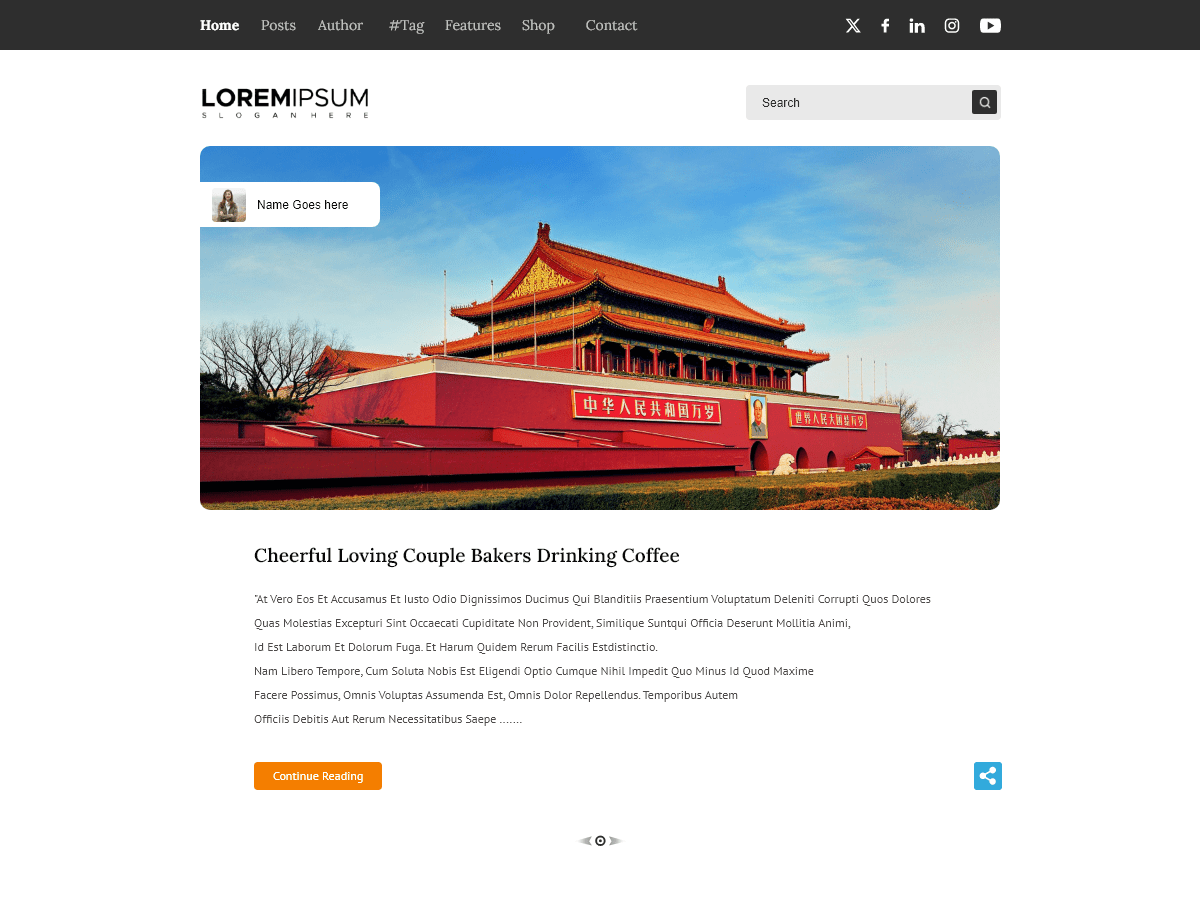 Home Posts Author #Tag Features Shop Contact
LOREMIPSUM
SLOGANHERE
Search
Name Goes here
中华人民共和国万岁
世界人民大团结万岁
Cheerful Loving Couple Bakers Drinking Coffee
"At Vero Eos Et Accusamus Et Iusto Odio Dignissimos Ducimus Qui Blanditiis Praesentium Voluptatum Deleniti Corrupti Quos Dolores
Quas Molestias Excepturi Sint Occaecati Cupiditate Non Provident, Similique Suntqui Officia Deserunt Mollitia Animi,
Id Est Laborum Et Dolorum Fuga. Et Harum Quidem Rerum Facilis Estdistinctio.
Nam Libero Tempore, Cum Soluta Nobis Est Eligendi Optio Cumque Nihil Impedit Quo Minus Id Quod Maxime
Facere Possimus, Omnis Voluptas Assumenda Est, Omnis Dolor Repellendus. Temporibus Autem
Officiis Debitis Aut Rerum Necessitatibus Saepe .......
Continue Reading